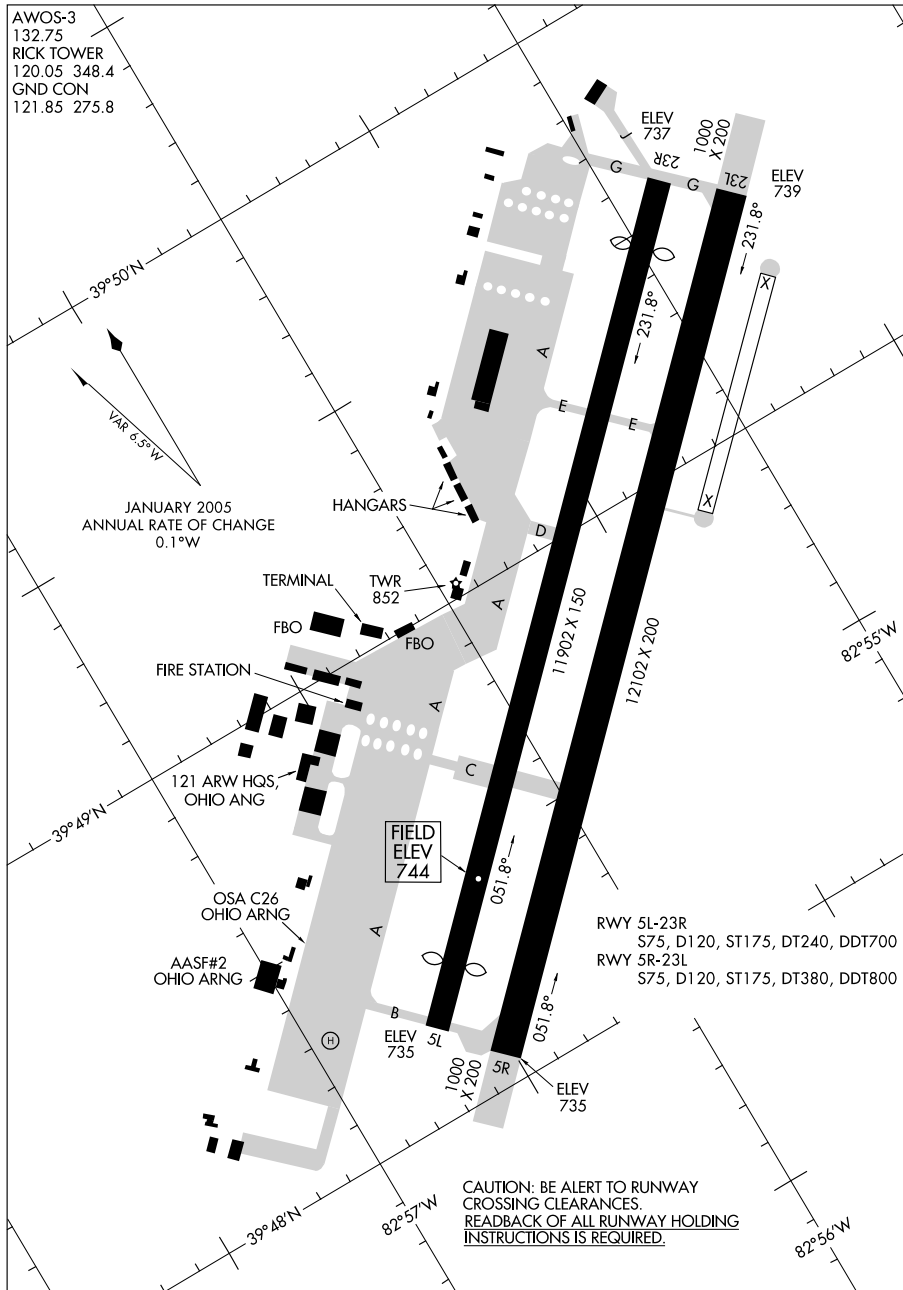 AWOS-3
132.75
RICK TOWER
120.05 348.4
GND CON
121.85 275.8
ELEV
737
J
1000
X 200
23R
G
G
23L
ELEV
739
231.8°
39°50'N
X
231.8°
A
VAR 6.5° W
E
E
JANUARY 2005
ANNUAL RATE OF CHANGE
0.1°W
HANGARS
X
D
TERMINAL
TWR
852
A
11902 X 150
FBO
FBO
82°55'W
12102 X 200
FIRE STATION
A
C
121 ARW HQS,
OHIO ANG
39°49'N
FIELD
ELEV
744
051.8°
OSA C26
OHIO ARNG
A
RWY 5L-23R
S75, D120, ST175, DT240, DDT700
RWY 5R-23L
S75, D120, ST175, DT380, DDT800
AASF#2
OHIO ARNG
051.8°
B
H
ELEV
735
5L
5R
1000
X 200
ELEV
735
39°48'N
82°57'W
82°56'W
CAUTION: BE ALERT TO RUNWAY
CROSSING CLEARANCES.
READBACK OF ALL RUNWAY HOLDING
INSTRUCTIONS IS REQUIRED.